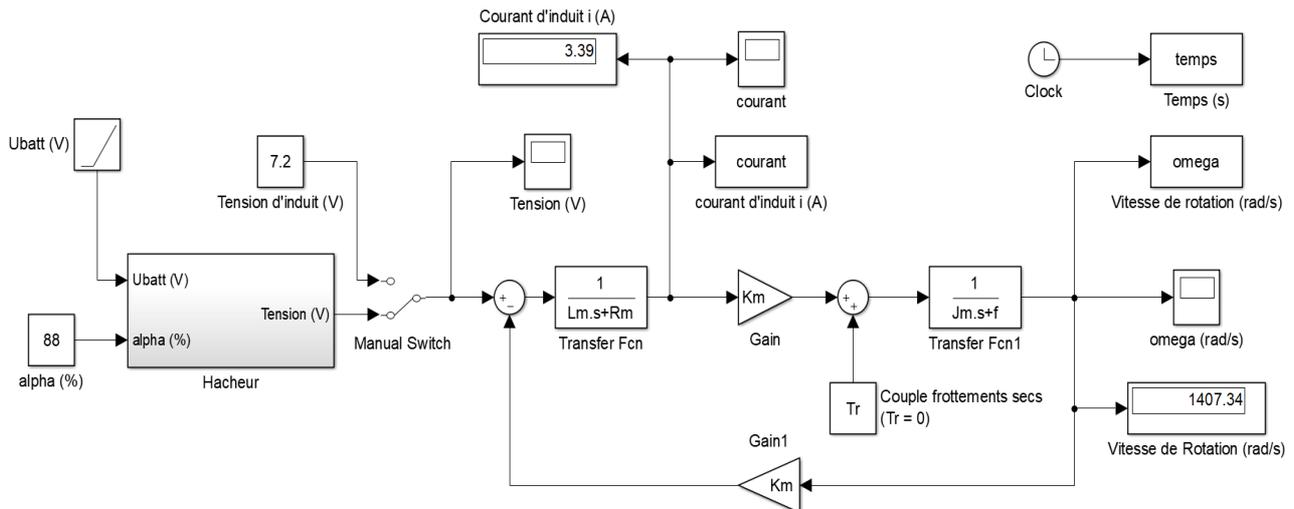 Courant d'induit i (A)
3.39
courant
Clock
temps
Temps (s)
Ubatt (V)
7.2
Tension d'induit (V)
Tension (V)
courant
courant d'induit i (A)
omega
Vitesse de rotation (rad/s)
Ubatt (V)
Tension (V)
alpha (%)
Hacheur
88
alpha (%)
Manual Switch
+
−
1
Lm.s+Rm
Transfer Fcn
Km
Gain
+
+
1
Jm.s+f
Transfer Fcn1
omega (rad/s)
Tr
Couple frottements secs
(Tr = 0)
1407.34
Vitesse de Rotation (rad/s)
Gain1
Km